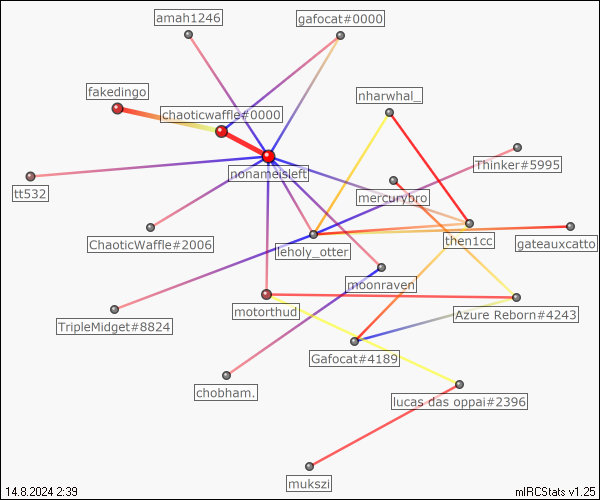 amah1246
gafocat#0000
fakedingo
nharwhal_
chaoticwaffle#0000
Thinker#5995
nonameisleft
tt532
mercurybro
ChaoticWaffle#2006
leholy_otter
then1cc
gateauxcatto
moonraven
motorthud
Azure Reborn#4243
TripleMidget#8824
Gafocat#4189
chobham.
lucas das oppai#2396
mukszi
14.8.2024 2:39
mIRCStats v1.25